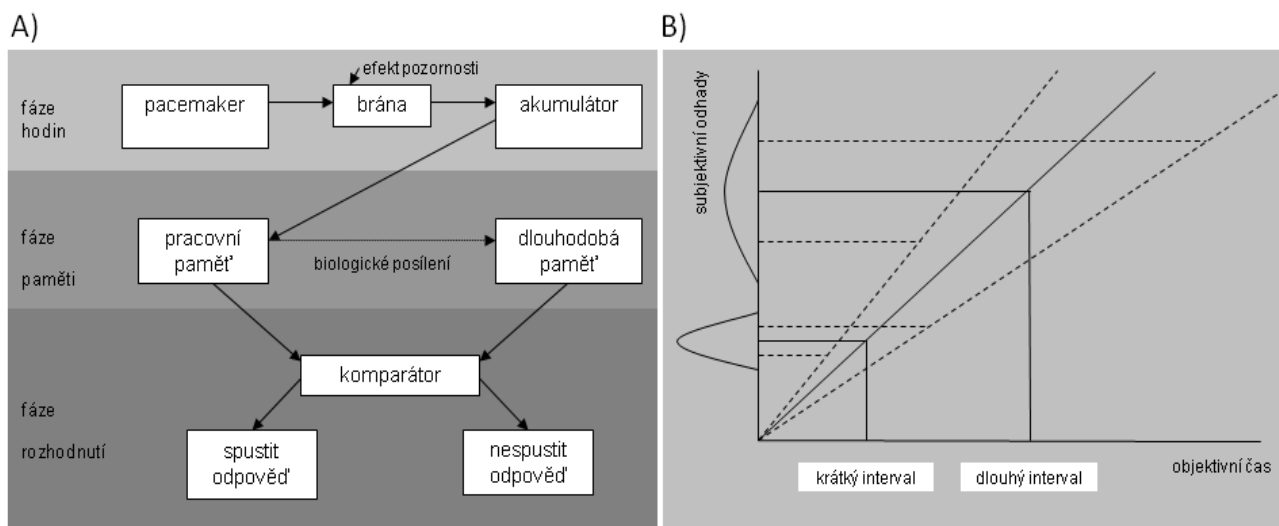 A)
efekt pozornosti
fáze
hodin
pacemaker
brána
akumulátor
fáze
paměti
pracovní
paměť
biologické posílení
dlouhodobá
paměť
komparátor
fáze
rozhodnutí
spustit
odpověď
nespustit
odpověď
B)
subjektivní odhady
krátký interval
dlouhý interval
objektivní čas